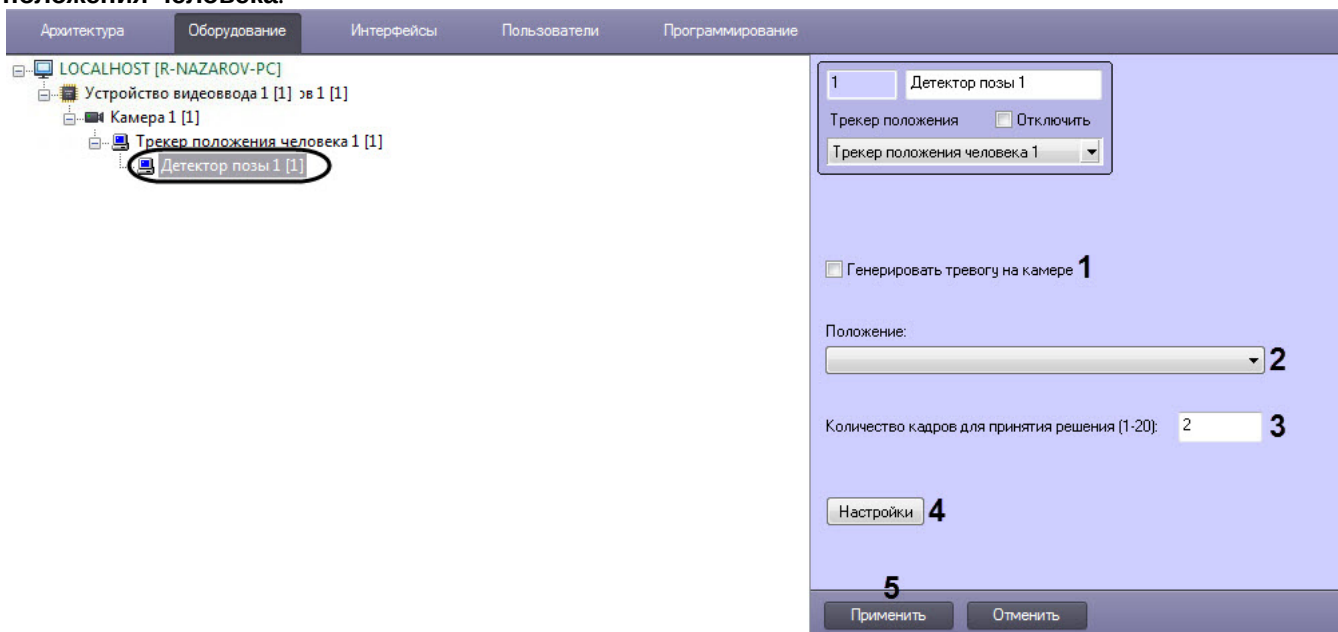 положения человека.
Архитектура Оборудование Интерфейсы Пользователи Программирование
LOCALHOST [R-NAZAROV-PC]
Устройство видеоввода 1 [1] ов 1 [1]
Камера 1 [1]
Трекер положения человека 1 [1]
Детектор позы 1 [1]
1 Детектор позы 1
Трекер положения Отключить
Трекер положения человека 1
Генерировать тревогу на камере 1
Положение:
2
Количество кадров для принятия решения (1-20): 2 3
Настройки 4
5
Применить Отменить